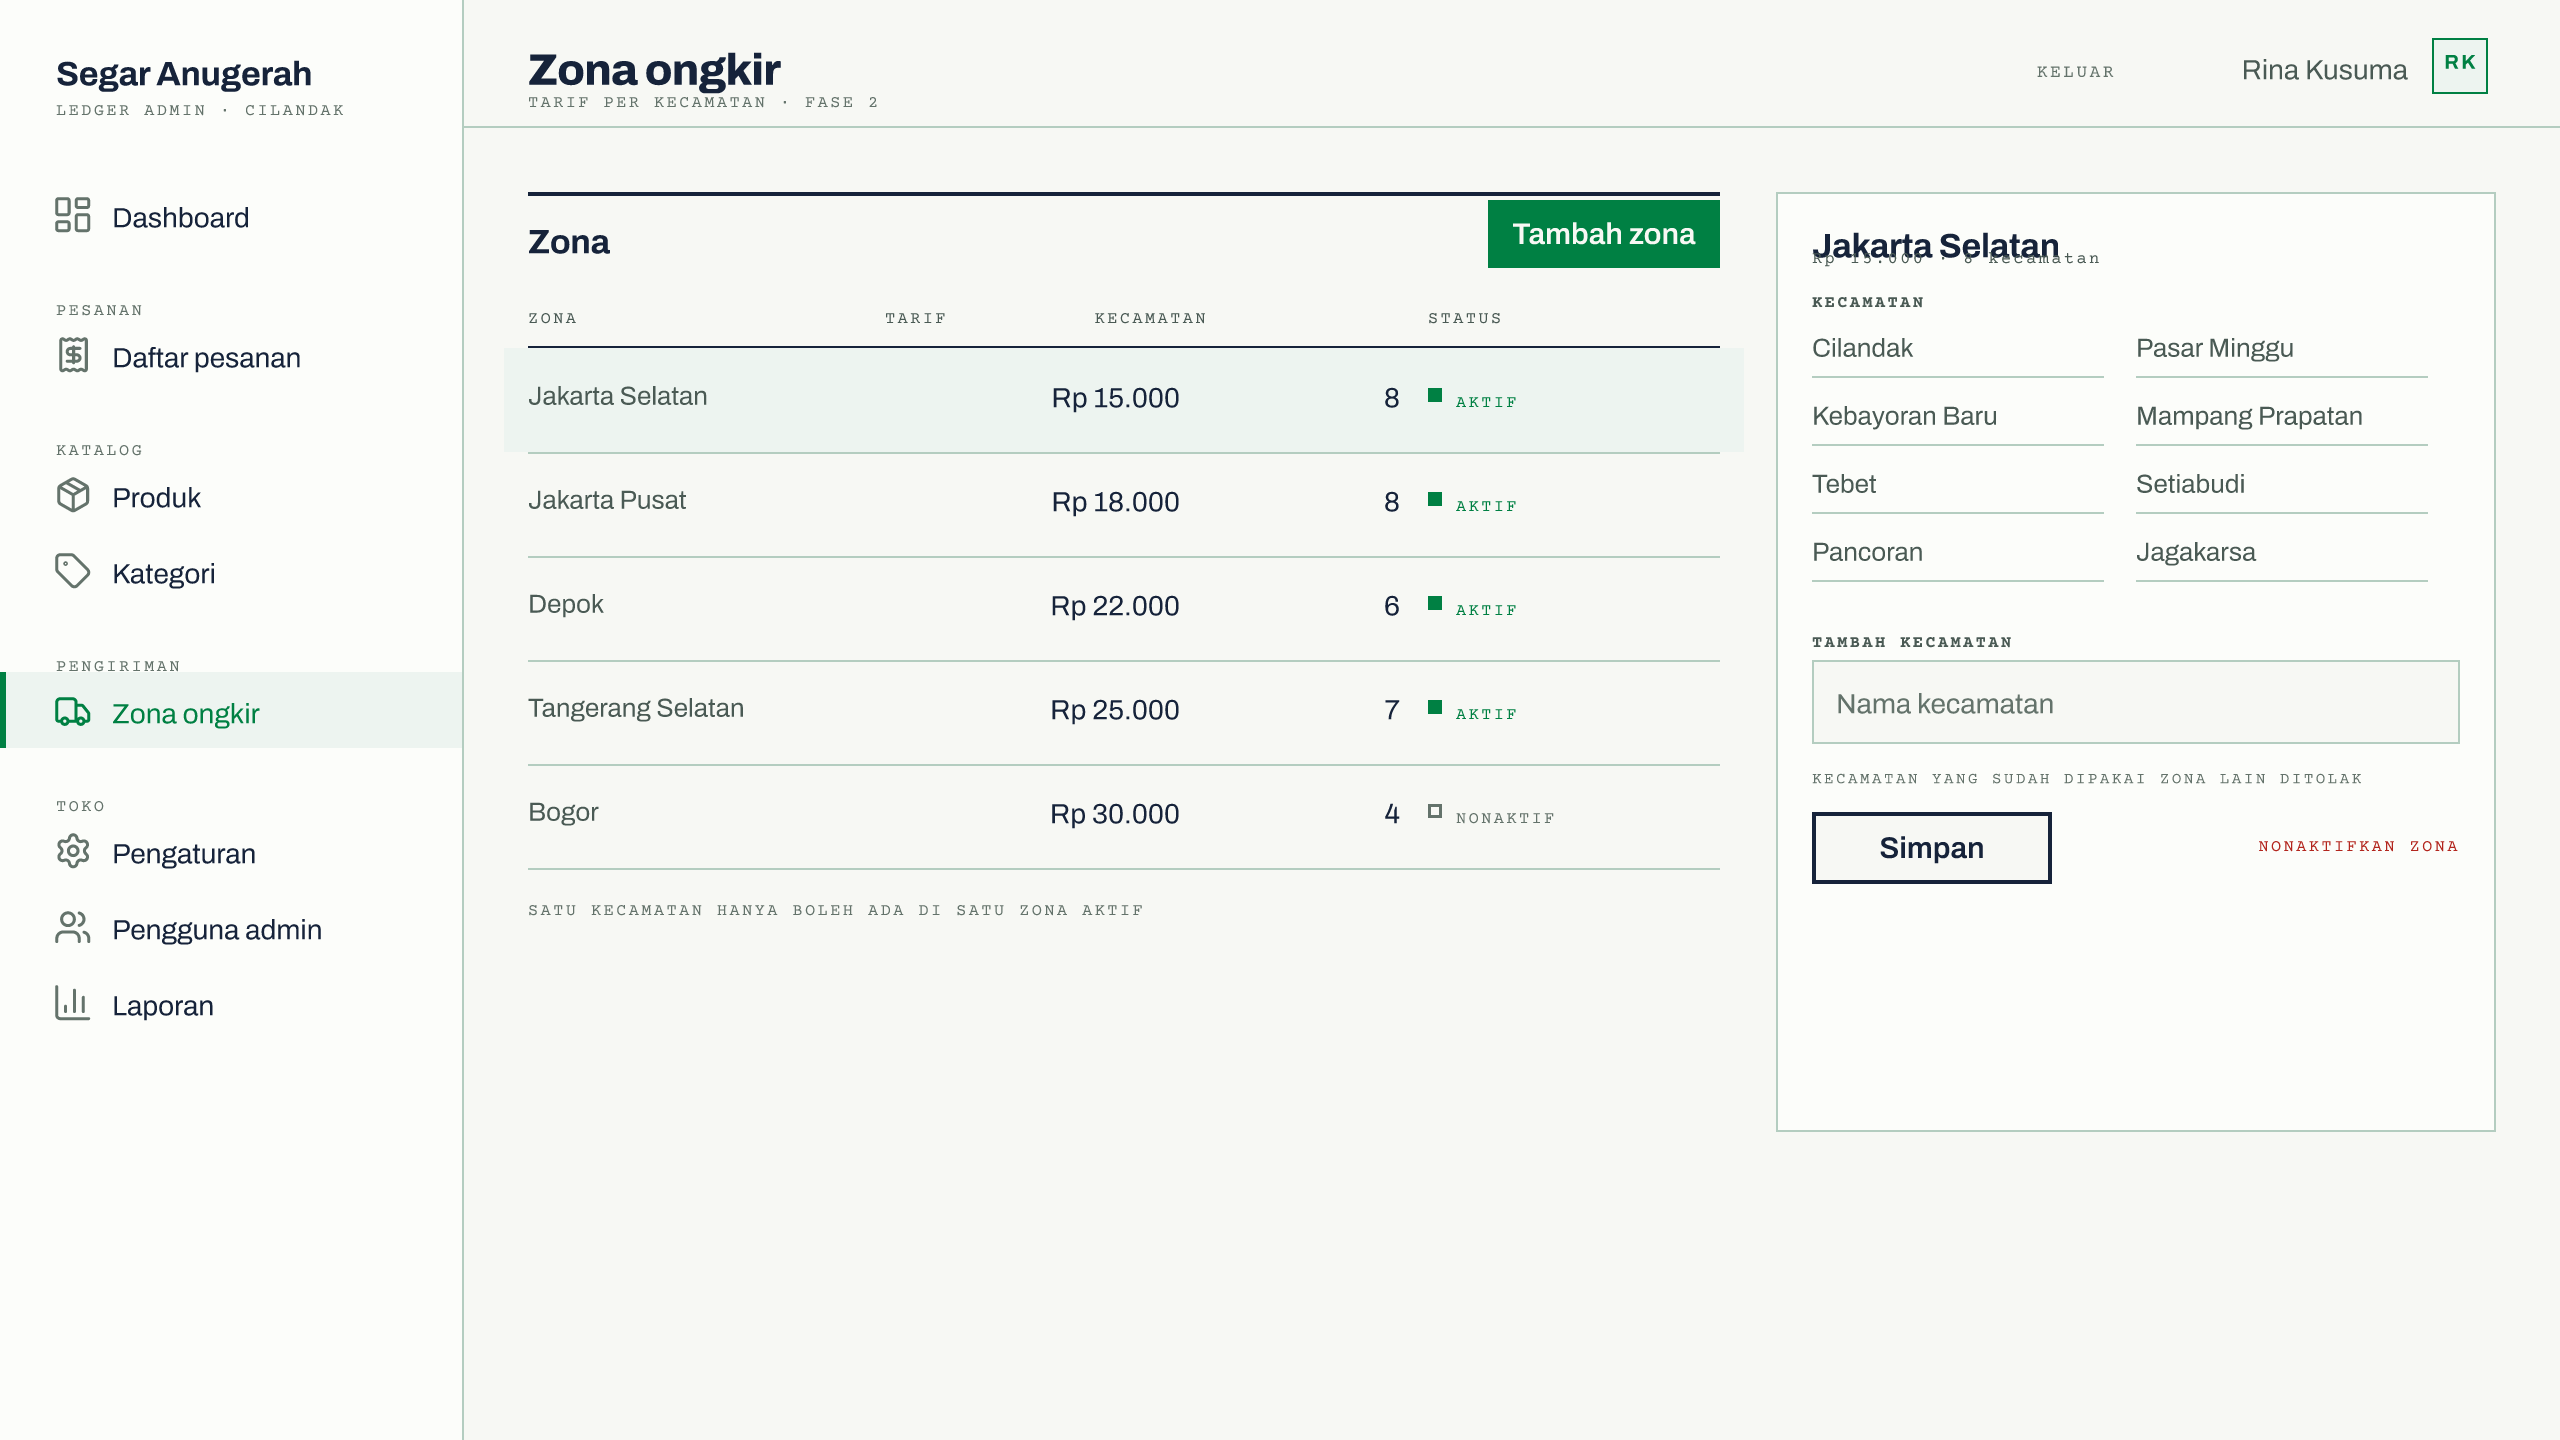 Segar Anugerah
LEDGER ADMIN · CILANDAK
Dashboard
PESANAN
Daftar pesanan
KATALOG
Produk
Kategori
PENGIRIMAN
Zona ongkir
TOKO
Pengaturan
Pengguna admin
Laporan
Zona ongkir
TARIF PER KECAMATAN · FASE 2
KELUAR
Rina Kusuma
RK
Zona
Tambah zona
ZONA TARIF KECAMATAN STATUS
Jakarta Selatan Rp 15.000 8 AKTIF
Jakarta Pusat Rp 18.000 8 AKTIF
Depok Rp 22.000 6 AKTIF
Tangerang Selatan Rp 25.000 7 AKTIF
Bogor Rp 30.000 4 NONAKTIF
SATU KECAMATAN HANYA BOLEH ADA DI SATU ZONA AKTIF
Jakarta Selatan
Rp 15.000 · 8 kecamatan
KECAMATAN
Cilandak Pasar Minggu
Kebayoran Baru Mampang Prapatan
Tebet Setiabudi
Pancoran Jagakarsa
TAMBAH KECAMATAN
Nama kecamatan
KECAMATAN YANG SUDAH DIPAKAI ZONA LAIN DITOLAK
Simpan
NONAKTIFKAN ZONA